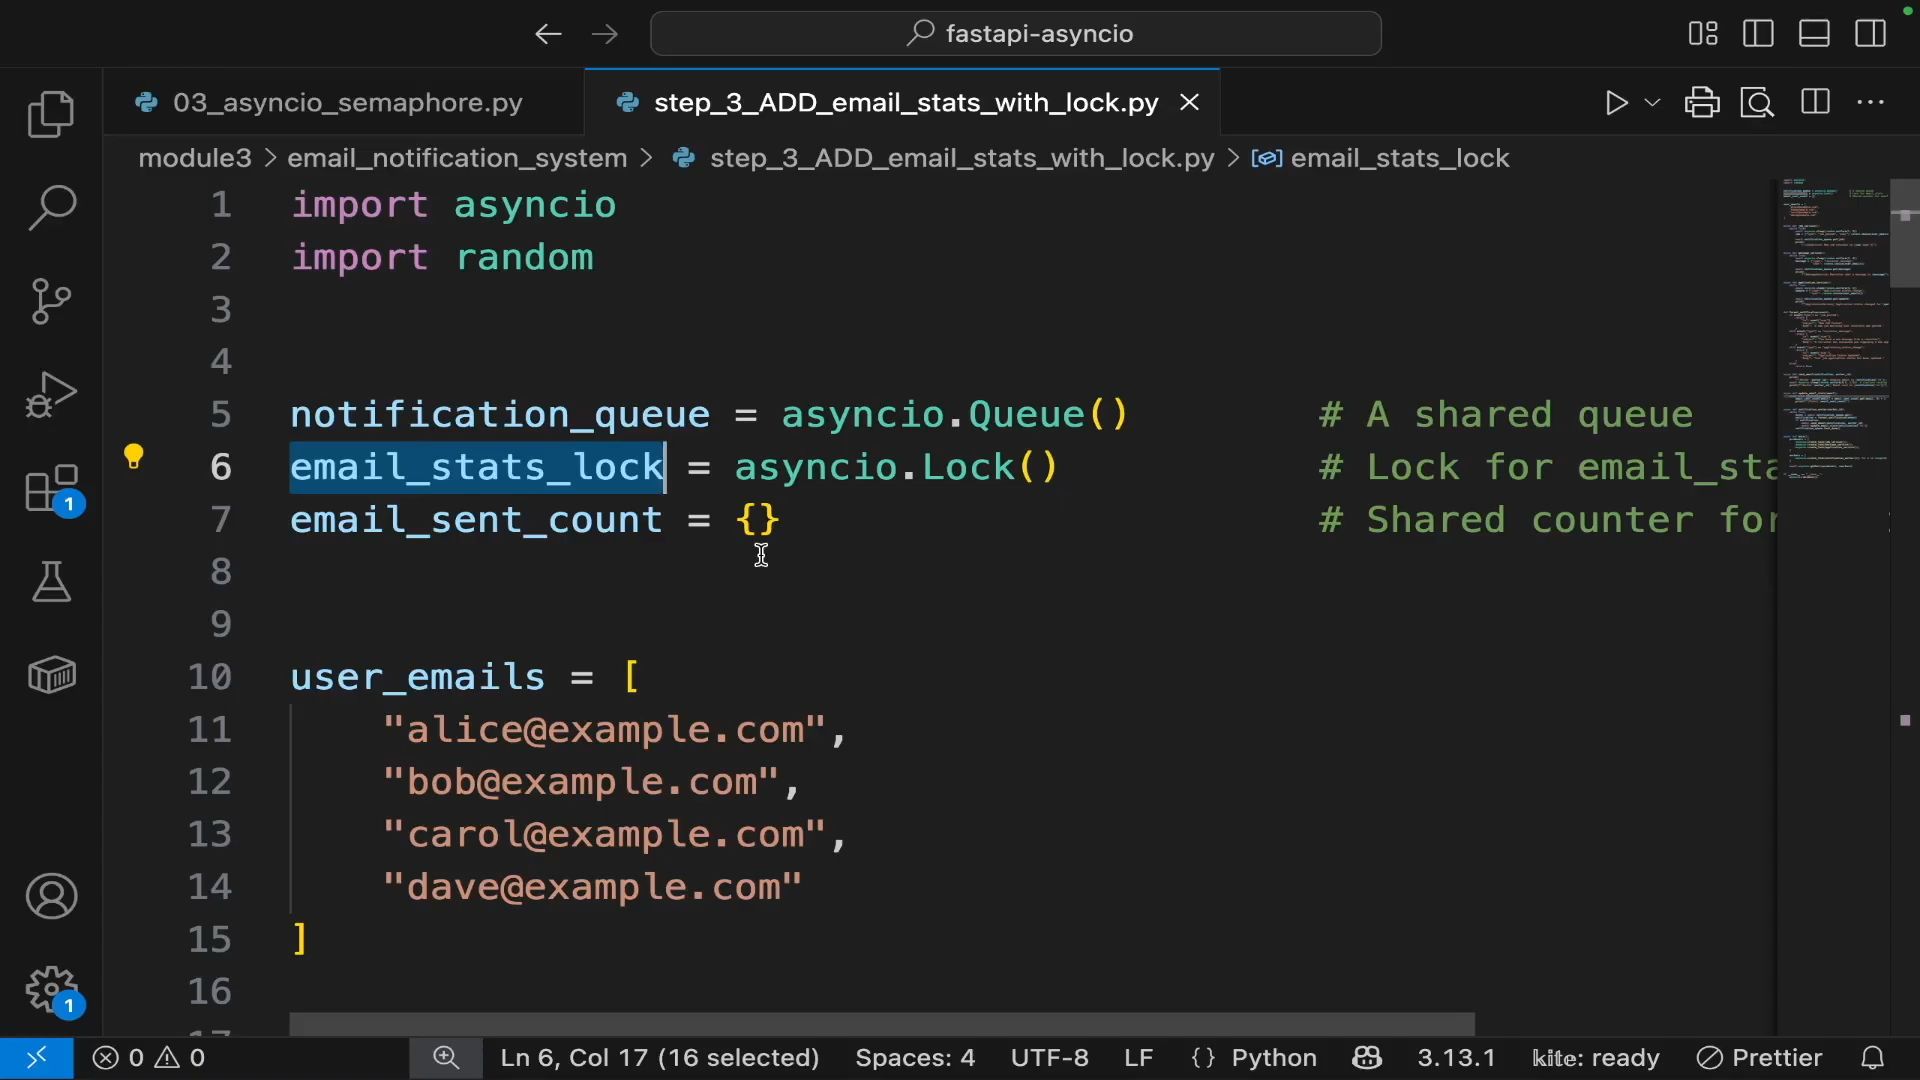 fastapi-asyncio
03_asyncio_semaphore.py
step_3_ADD_email_stats_with_lock.py
module3 > email_notification_system > step_3_ADD_email_stats_with_lock.py > email_stats_lock
1 import asyncio
2 import random
3
4
5 notification_queue = asyncio.Queue() # A shared queue
6 email_stats_lock = asyncio.Lock() # Lock for email_sta
7 email_sent_count = {} # Shared counter for
8
9
10 user_emails = [
11 "alice@example.com",
12 "bob@example.com",
13 "carol@example.com",
14 "dave@example.com"
15 ]
16
1
1
0 0 Ln 6, Col 17 (16 selected) Spaces: 4 UTF-8 LF {} Python 3.13.1 kite: ready Prettier